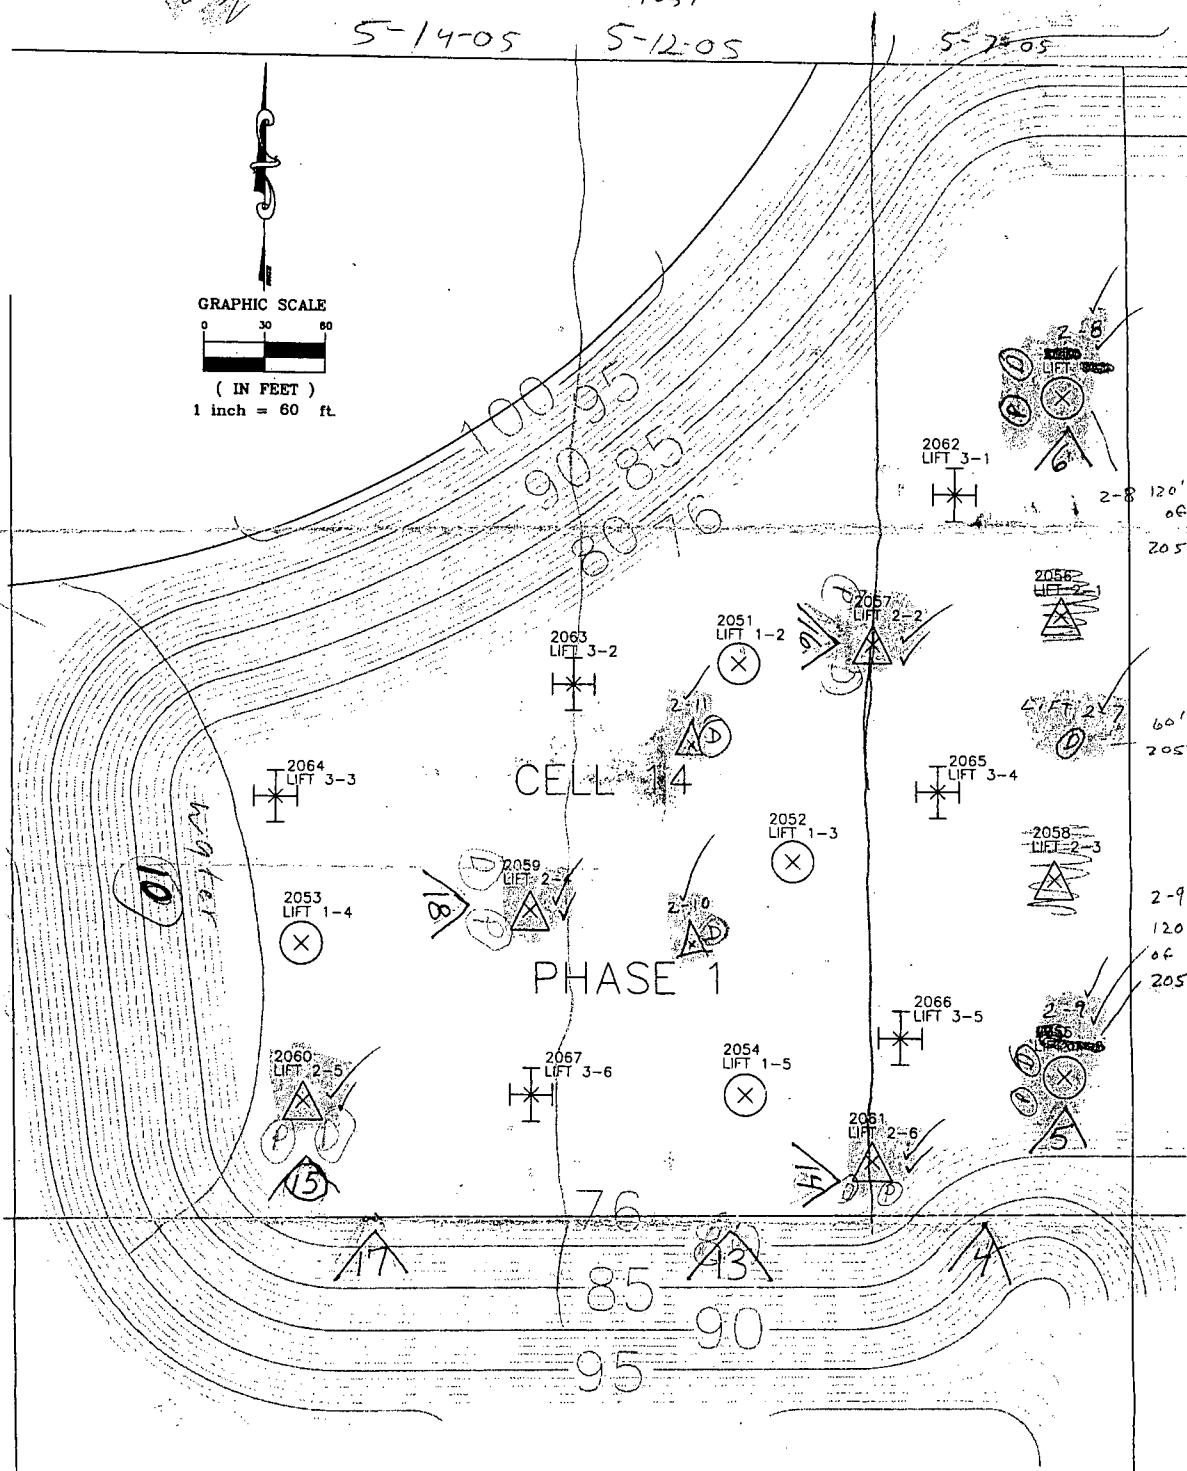 5-14-05
5-12-05
5-7-05
GRAPHIC SCALE
0 30 60
( IN FEET )
1 inch = 60 ft.
100 95
90 85
80 76
2-8
LIFT
D
P
6
2062
LIFT 3-1
2-8 120'
of
205
2056
LIFT 2-1
2057
LIFT 2-2
P
D
16
2051
LIFT 1-2
2063
LIFT 3-2
2-11
D
LIFT 2-7
D
60'
205
2064
LIFT 3-3
CELL 14
2065
LIFT 3-4
water
10
2052
LIFT 1-3
2058
LIFT 2-3
2059
LIFT 2-4
D
P
18
2053
LIFT 1-4
2-10
D
2-9
120
of
205
PHASE 1
2066
LIFT 3-5
2-9
D
P
5
2060
LIFT 2-5
P D
15
2067
LIFT 3-6
2054
LIFT 1-5
2061
LIFT 2-6
D P
14
76
80
17
13
4
85
90
95